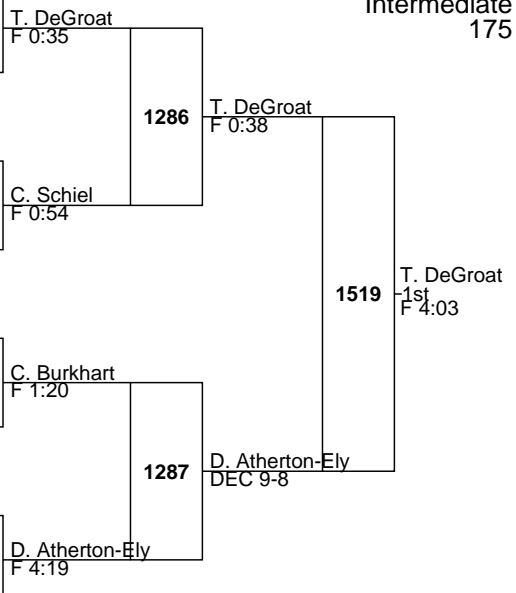 Intermediate
175
T. DeGroat
F 0:35
1286
T. DeGroat
F 0:38
C. Schiel
F 0:54
1519
T. DeGroat
1st
F 4:03
C. Burkhart
F 1:20
1287
D. Atherton-Ely
DEC 9-8
D. Atherton-Ely
F 4:19